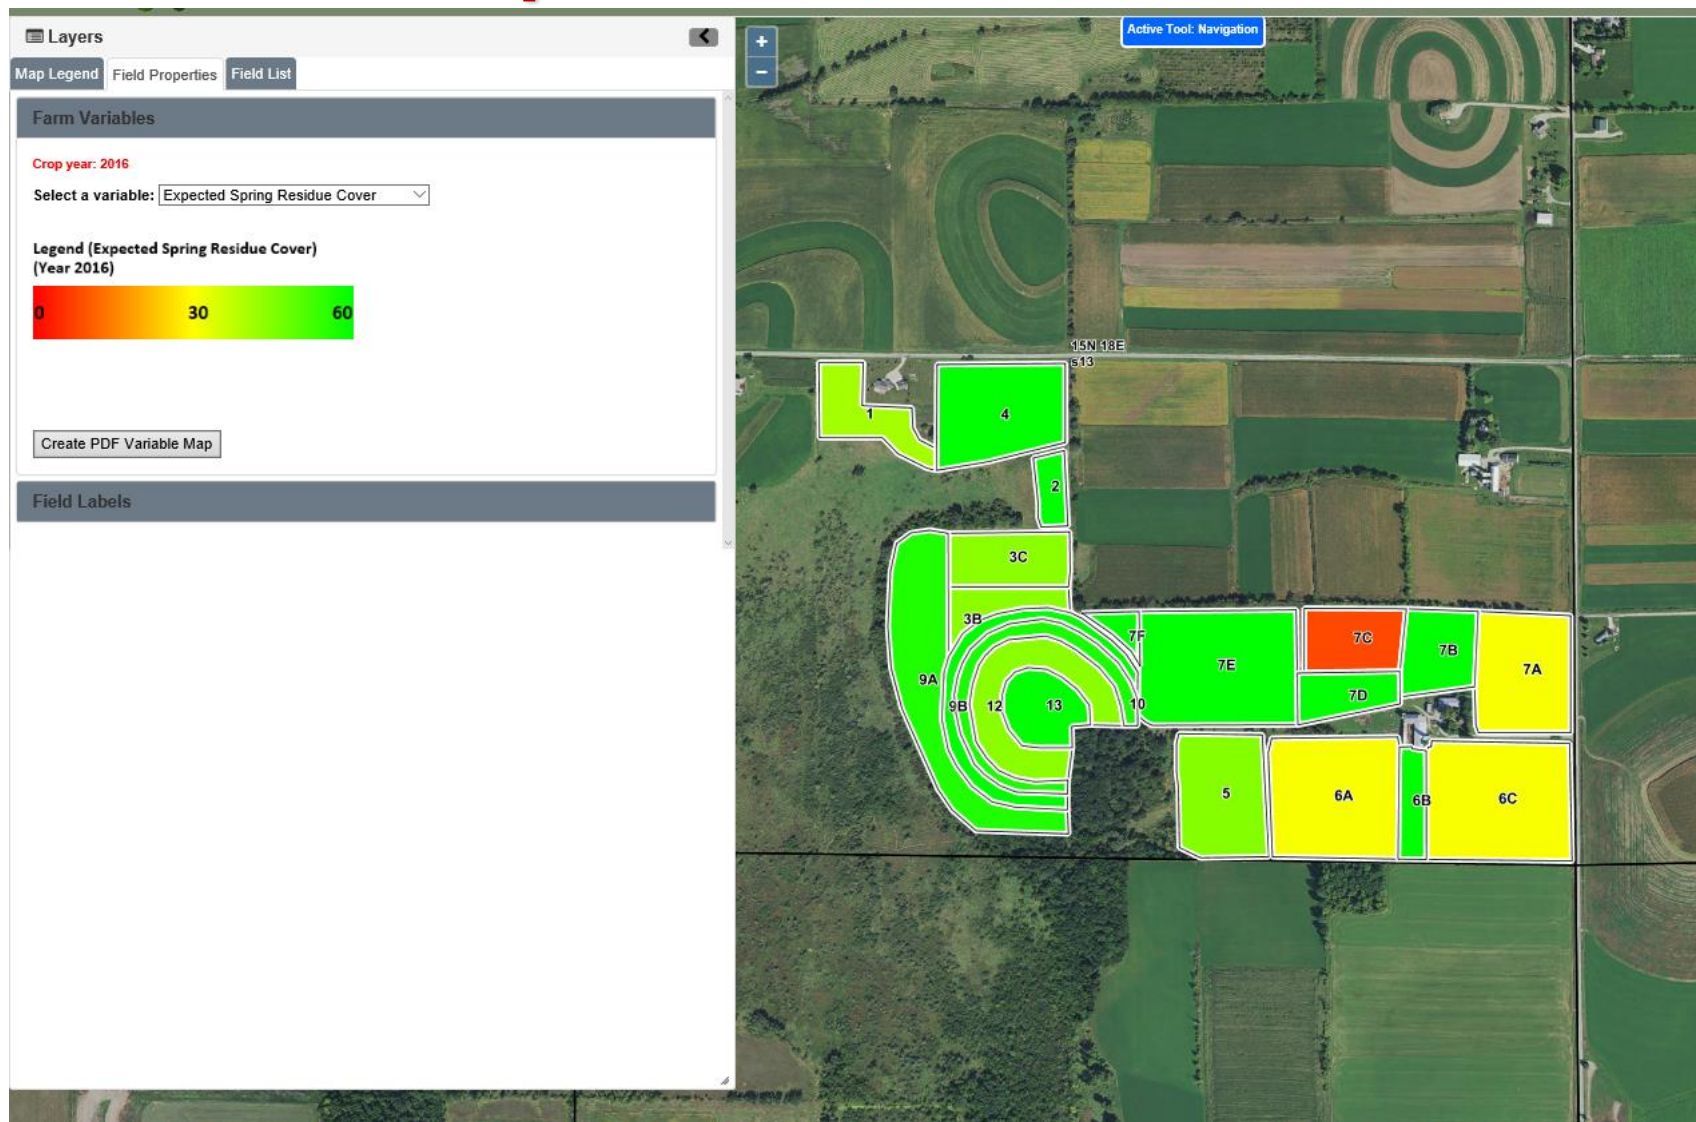 Layers
Map Legend
Field Properties
Field List
Farm Variables
Crop year: 2016
Select a variable: Expected Spring Residue Cover
Legend (Expected Spring Residue Cover)
(Year 2016)
0 30 60
Create PDF Variable Map
Field Labels
+
−
Active Tool: Navigation
15N 18E
s13
1
4
2
3C
3B
7F
7E
7C
7B
7A
7D
9A
9B
12
13
10
5
6A
6B
6C